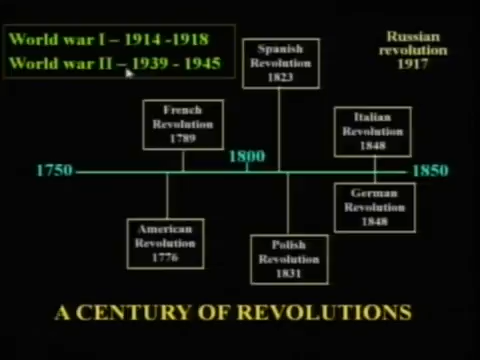 World war I – 1914 -1918
World war II – 1939 - 1945
Spanish
Revolution
1823
Russian
revolution
1917
French
Revolution
1789
Italian
Revolution
1848
1750
1800
1850
German
Revolution
1848
American
Revolution
1776
Polish
Revolution
1831
A CENTURY OF REVOLUTIONS